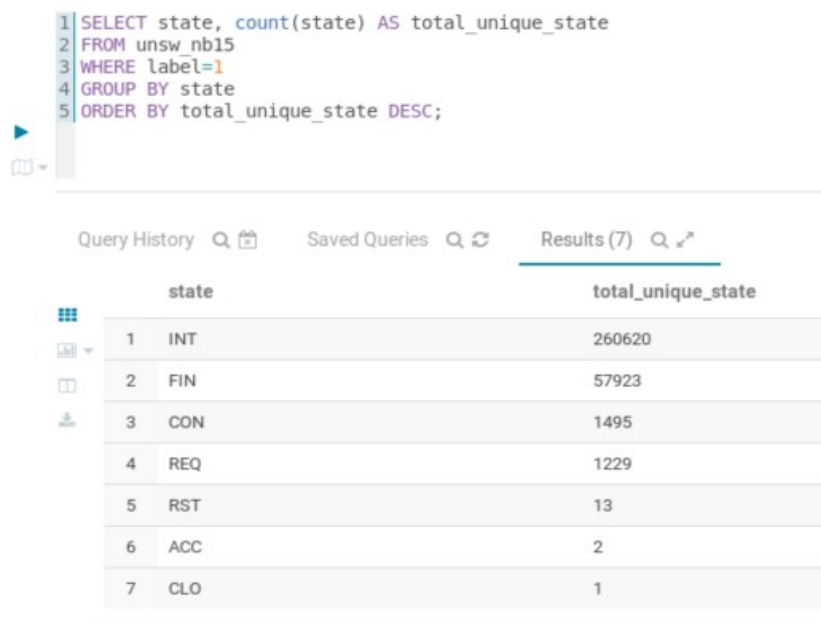 1 SELECT state, count(state) AS total_unique_state
2 FROM unsw_nb15
3 WHERE label=1
4 GROUP BY state
5 ORDER BY total_unique_state DESC;
Query History Saved Queries Results (7)
state total_unique_state
1 INT 260620
2 FIN 57923
3 CON 1495
4 REQ 1229
5 RST 13
6 ACC 2
7 CLO 1